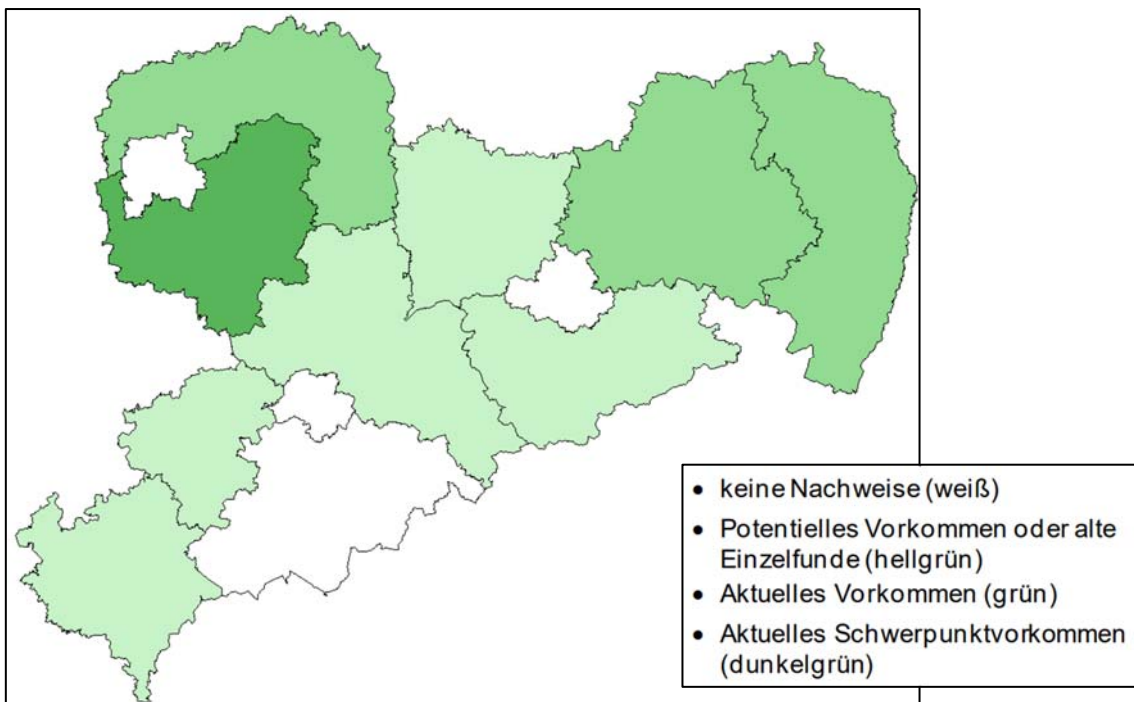 • keine Nachweise (weiß)
• Potentielles Vorkommen oder alte
Einzelfunde (hellgrün)
• Aktuelles Vorkommen (grün)
• Aktuelles Schwerpunktvorkommen
(dunkelgrün)